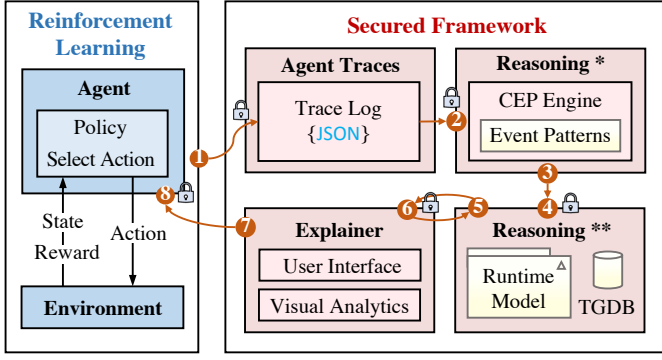 Reinforcement
Learning
Agent
Policy
Select Action
State
Reward
Action
Environment
Secured Framework
Agent Traces
Trace Log
{JSON}
Reasoning *
CEP Engine
Event Patterns
1
2
3
4
5
6
7
8
Explainer
User Interface
Visual Analytics
Reasoning **
Runtime
Model
TGDB